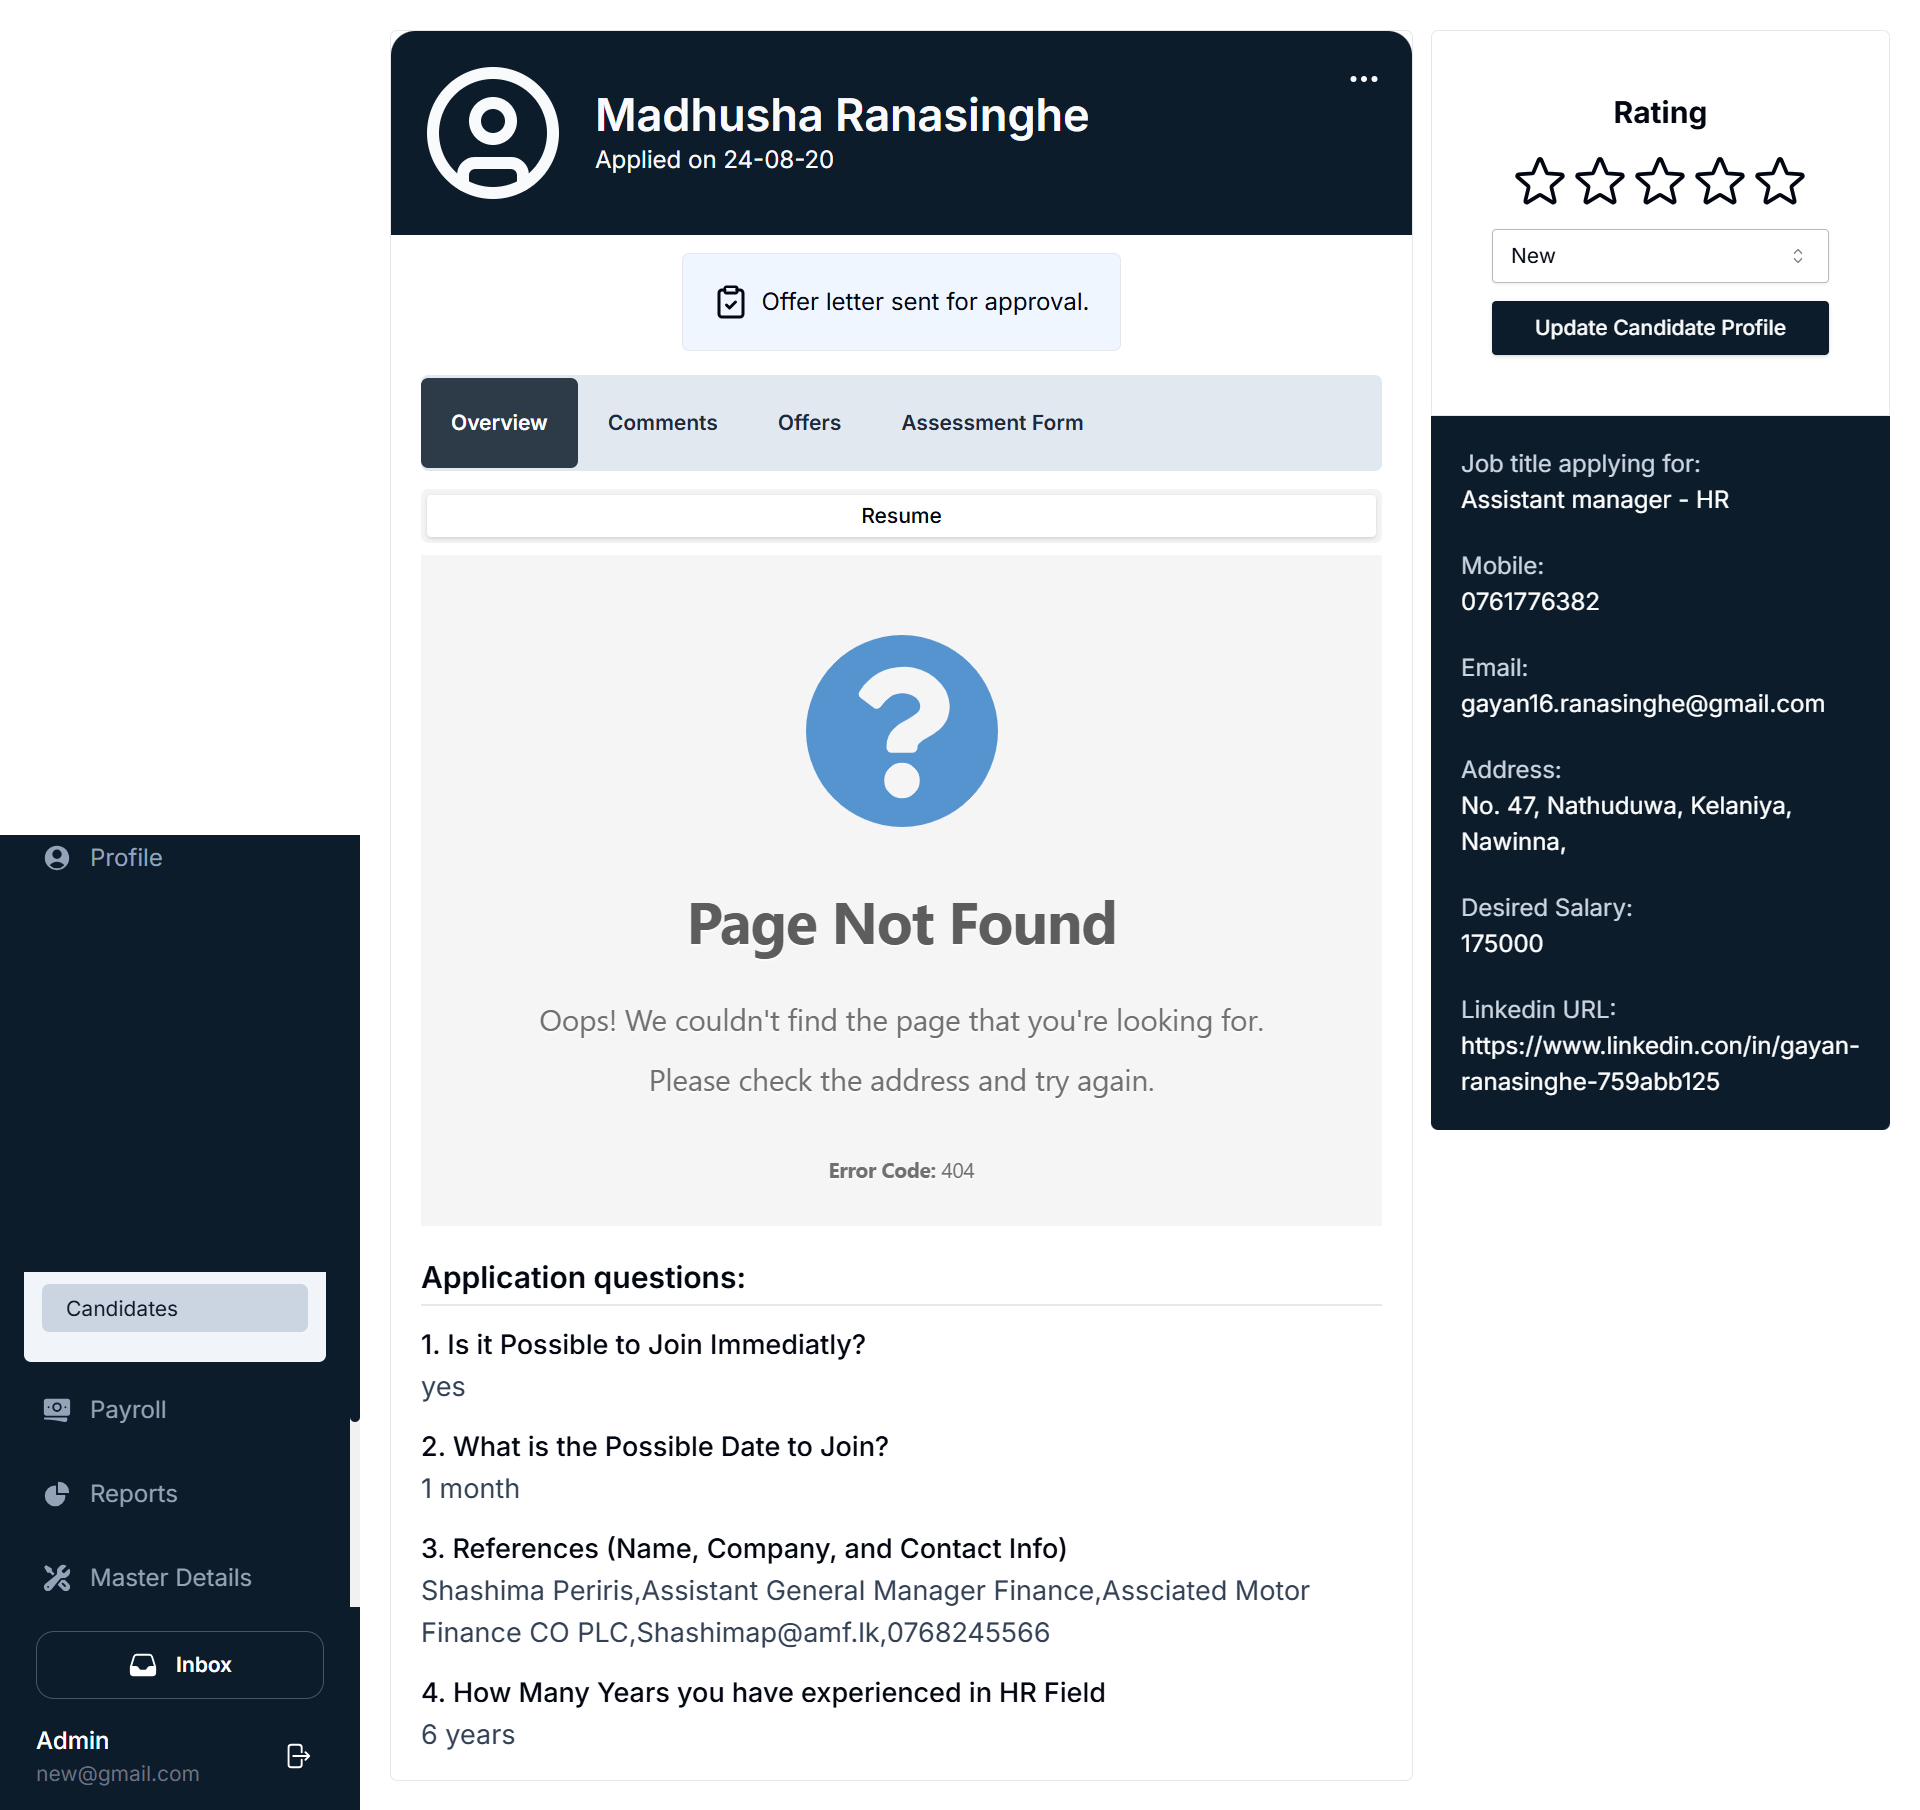 Profile
Candidates
Payroll
Reports
Master Details
Inbox
Admin
new@gmail.com
Madhusha Ranasinghe
Applied on 24-08-20
Offer letter sent for approval.
Overview
Comments
Offers
Assessment Form
Resume
Page Not Found
Oops! We couldn't find the page that you're looking for.
Please check the address and try again.
Error Code: 404
Application questions:
1. Is it Possible to Join Immediatly?
yes
2. What is the Possible Date to Join?
1 month
3. References (Name, Company, and Contact Info)
Shashima Periris,Assistant General Manager Finance,Assciated Motor
Finance CO PLC,Shashimap@amf.lk,0768245566
4. How Many Years you have experienced in HR Field
6 years
Rating
New
Update Candidate Profile
Job title applying for:
Assistant manager - HR
Mobile:
0761776382
Email:
gayan16.ranasinghe@gmail.com
Address:
No. 47, Nathuduwa, Kelaniya,
Nawinna,
Desired Salary:
175000
Linkedin URL:
https://www.linkedin.con/in/gayan-
ranasinghe-759abb125